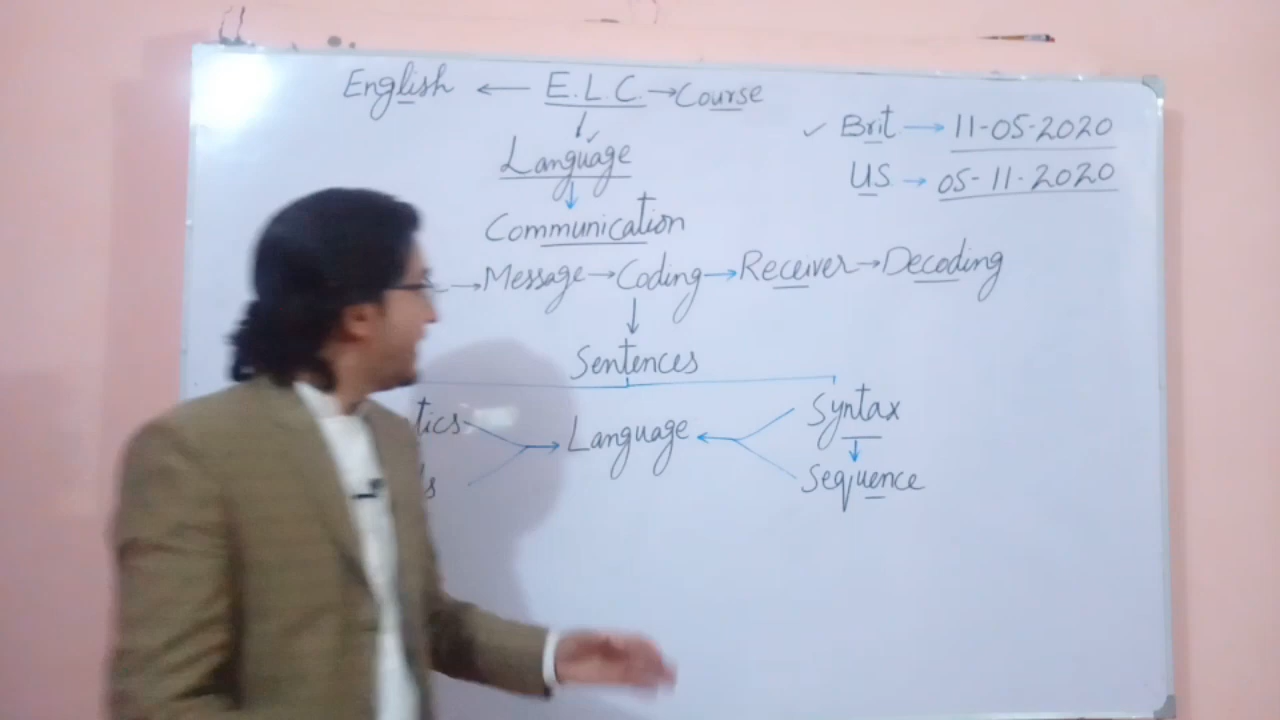 English ← E.L.C. → Course
Brit → 11-05-2020
Language
US → 05-11-2020
Communication
→ Message → Coding → Receiver → Decoding
Sentences
tics Language Syntax
Sequence